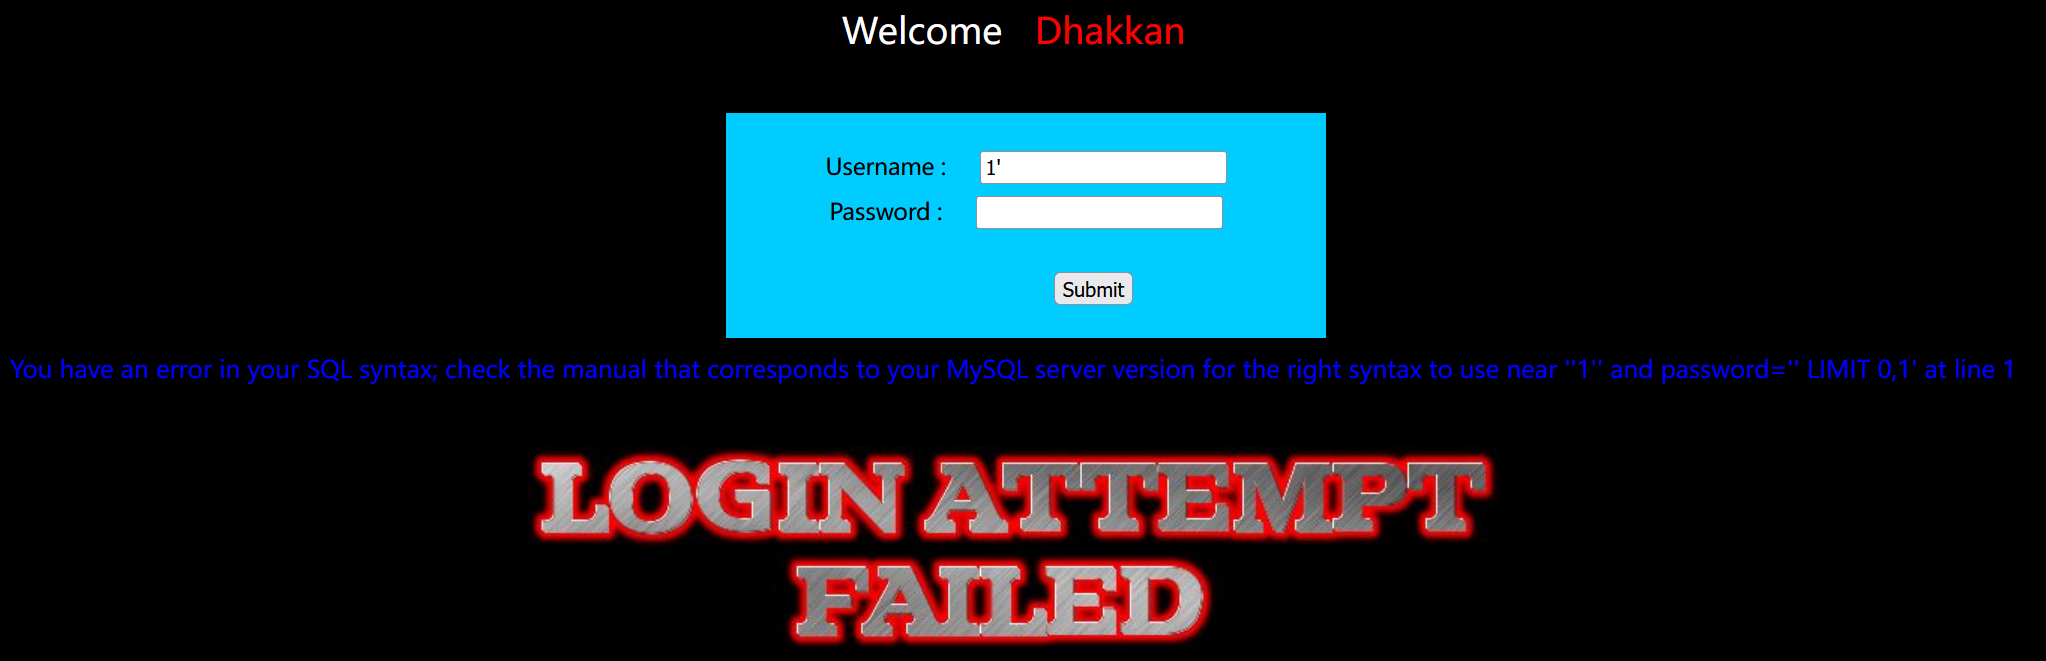 Welcome Dhakkan
Username : 1'
Password :
Submit
You have an error in your SQL syntax; check the manual that corresponds to your MySQL server version for the right syntax to use near ''1'' and password='' LIMIT 0,1' at line 1
LOGIN ATTEMPT
FAILED